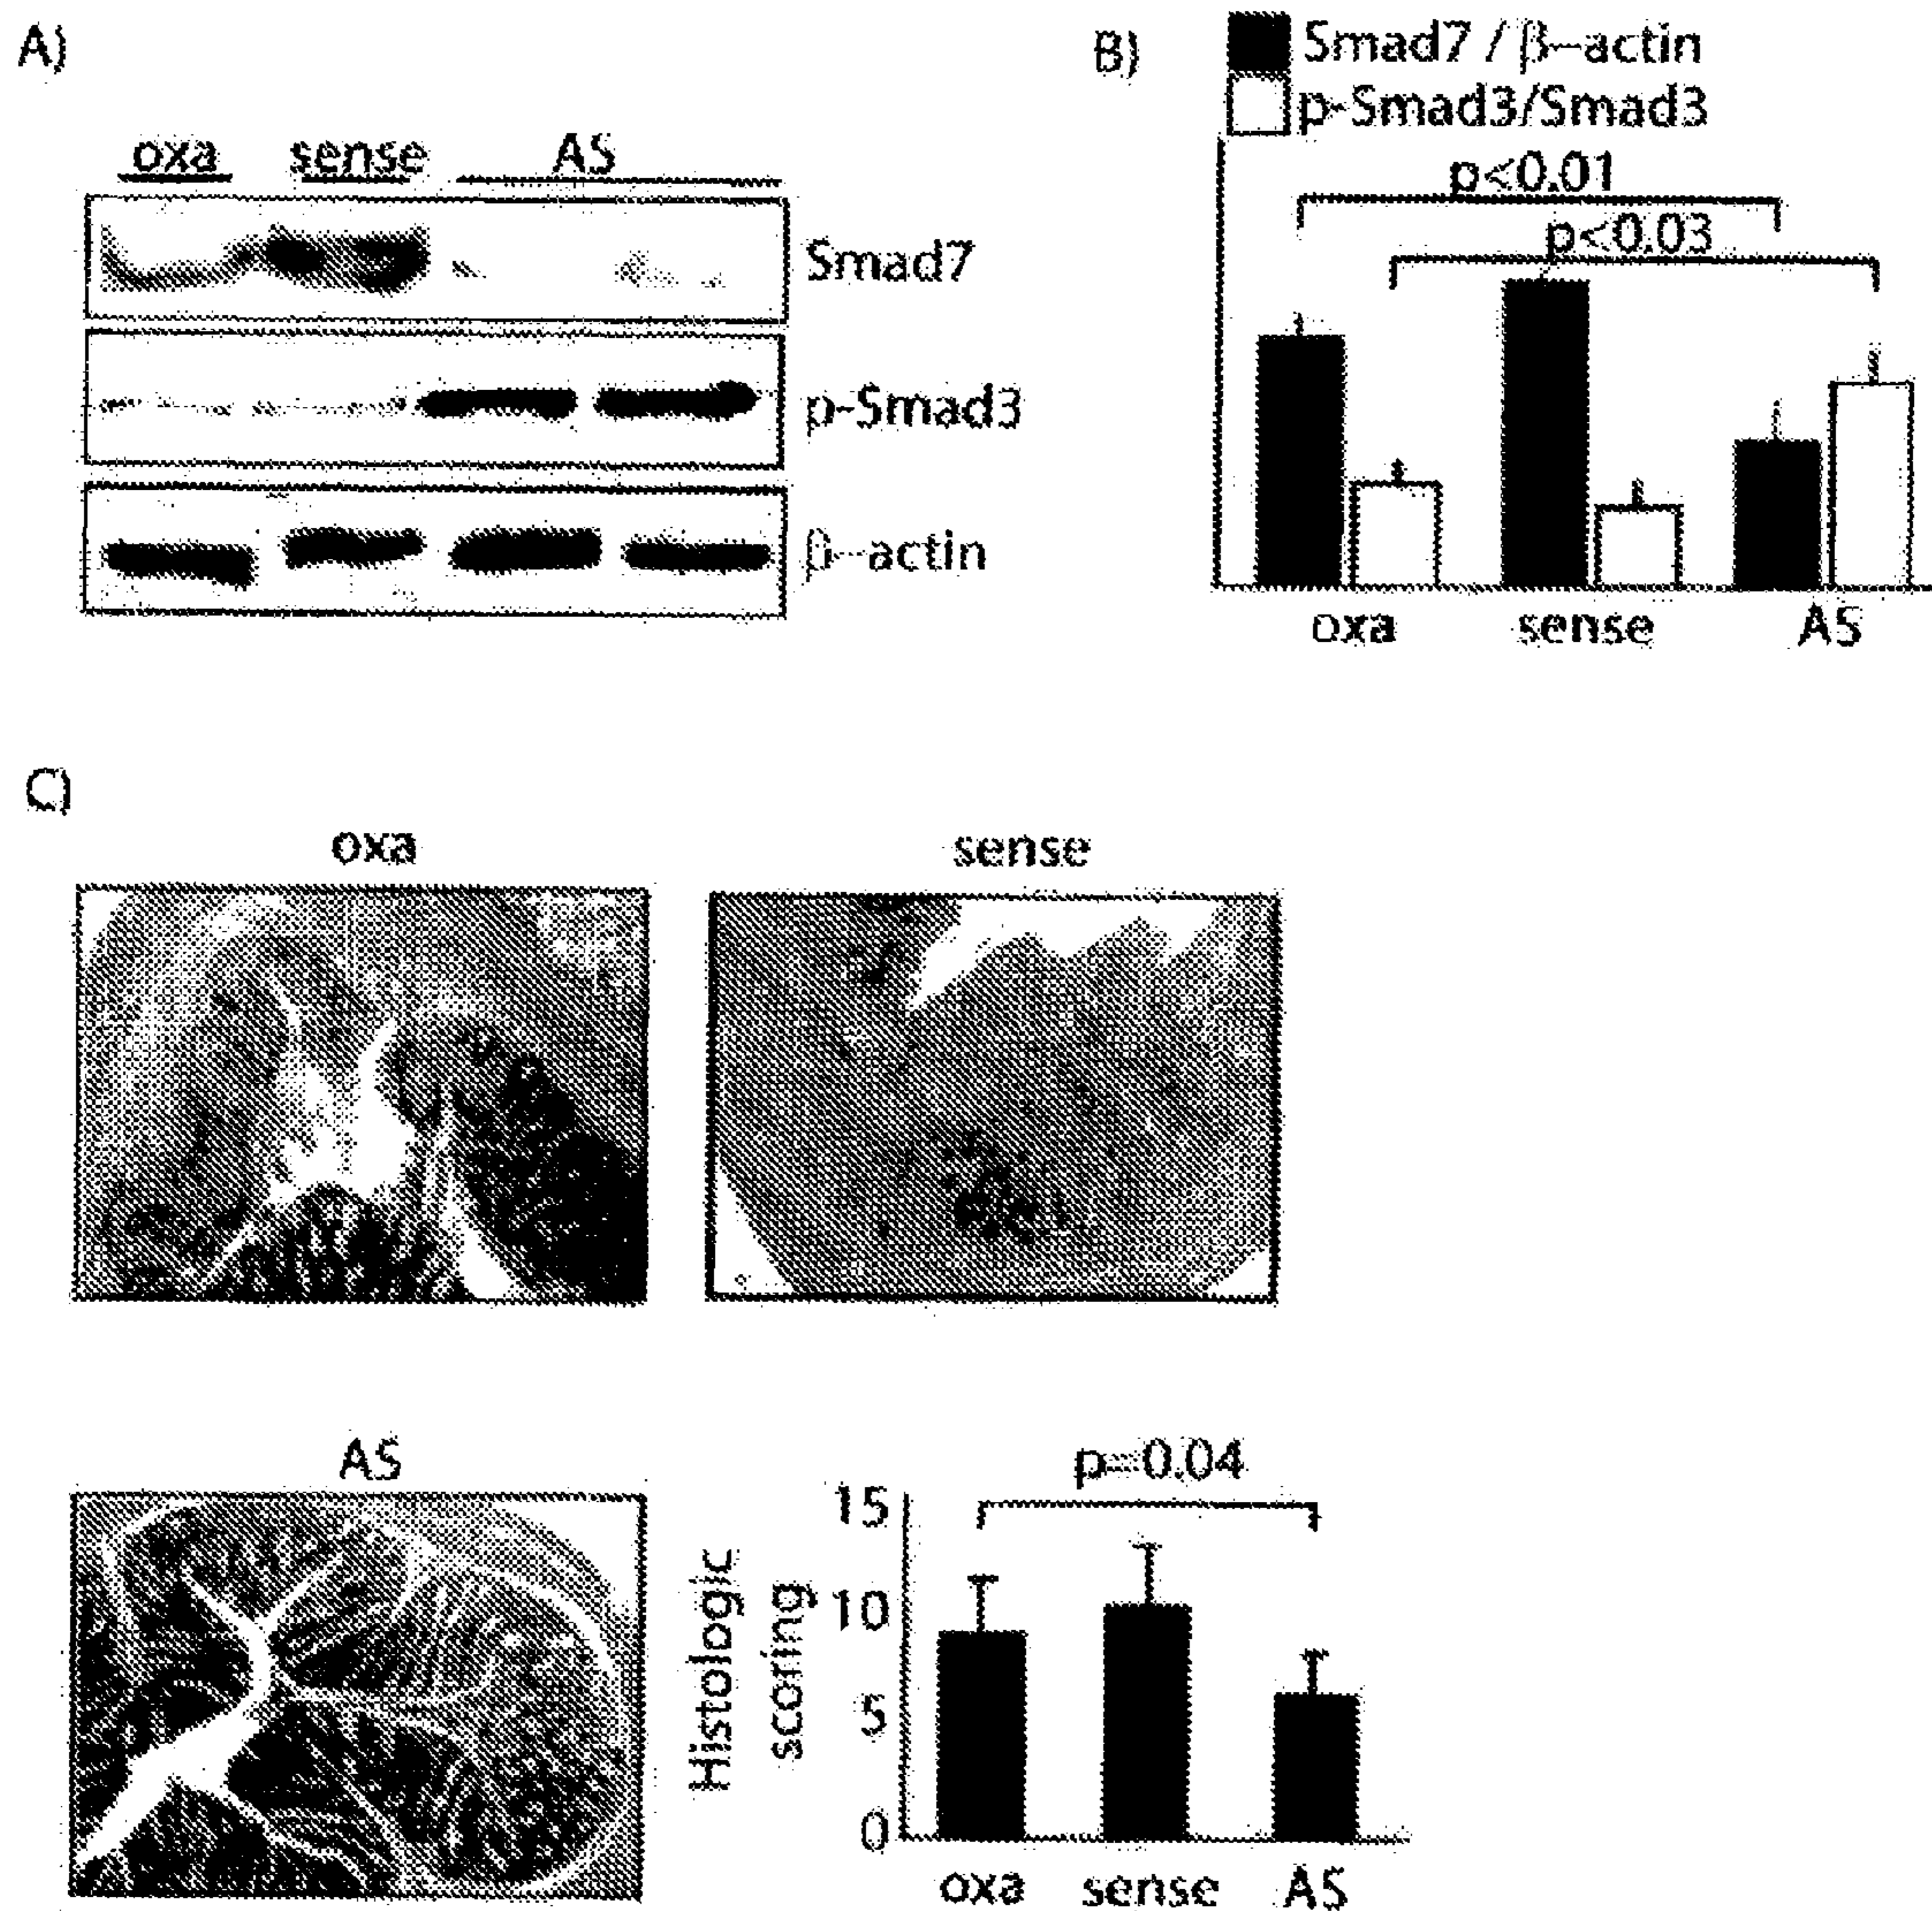 A)
oxa sense AS
Smad7
p-Smad3
β-actin
B)
Smad7 / β-actin
p-Smad3/Smad3
p<0.01
p<0.03
oxa sense AS
C)
oxa sense
AS
p=0.04
Histologic
scoring
15
10
5
0
oxa sense AS